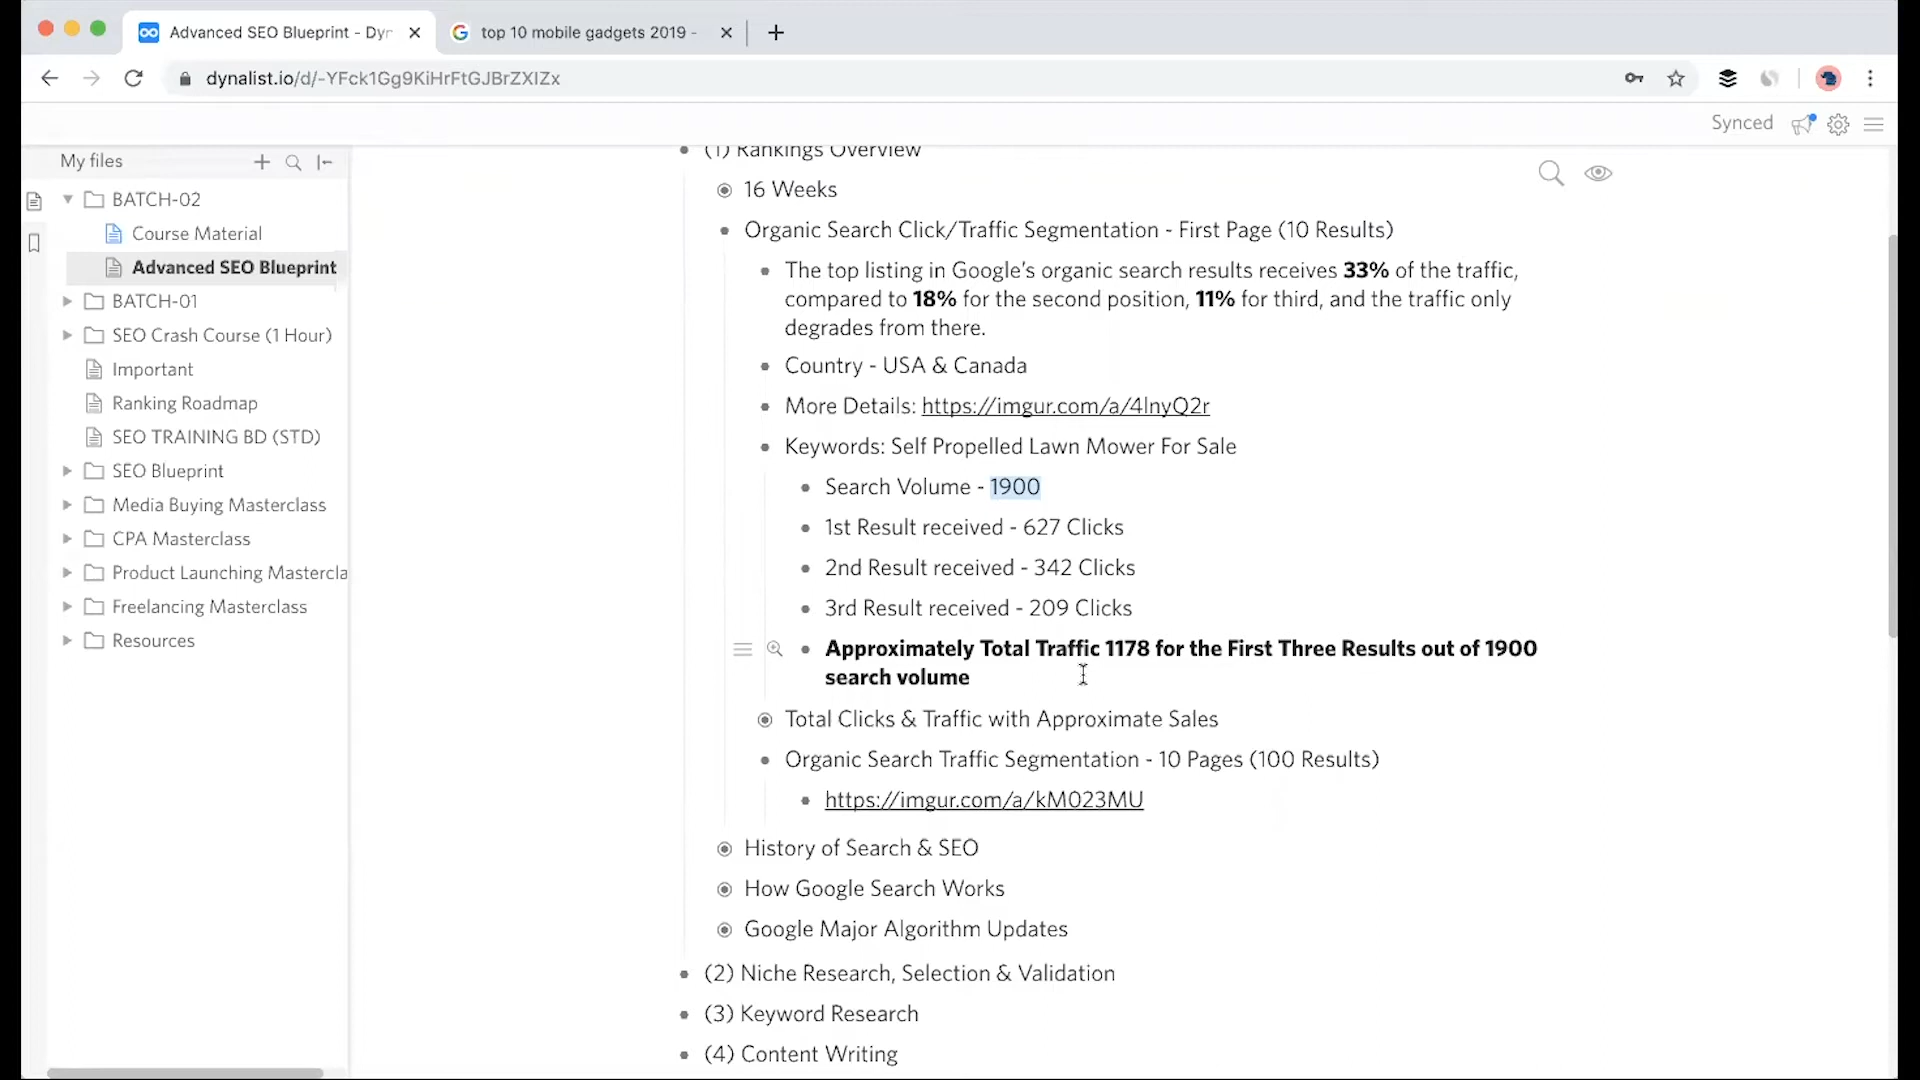 Advanced SEO Blueprint - Dyn
top 10 mobile gadgets 2019 -
dynalist.io/d/-YFck1Gg9KiHrFtGJBrZXIZx
Synced
My files
BATCH-02
Course Material
Advanced SEO Blueprint
BATCH-01
SEO Crash Course (1 Hour)
Important
Ranking Roadmap
SEO TRAINING BD (STD)
SEO Blueprint
Media Buying Masterclass
CPA Masterclass
Product Launching Mastercla
Freelancing Masterclass
Resources
(1) Rankings Overview
16 Weeks
Organic Search Click/Traffic Segmentation - First Page (10 Results)
The top listing in Google's organic search results receives 33% of the traffic,
compared to 18% for the second position, 11% for third, and the traffic only
degrades from there.
Country - USA & Canada
More Details: https://imgur.com/a/4lnyQ2r
Keywords: Self Propelled Lawn Mower For Sale
Search Volume - 1900
1st Result received - 627 Clicks
2nd Result received - 342 Clicks
3rd Result received - 209 Clicks
Approximately Total Traffic 1178 for the First Three Results out of 1900
search volume
Total Clicks & Traffic with Approximate Sales
Organic Search Traffic Segmentation - 10 Pages (100 Results)
https://imgur.com/a/kM023MU
History of Search & SEO
How Google Search Works
Google Major Algorithm Updates
(2) Niche Research, Selection & Validation
(3) Keyword Research
(4) Content Writing